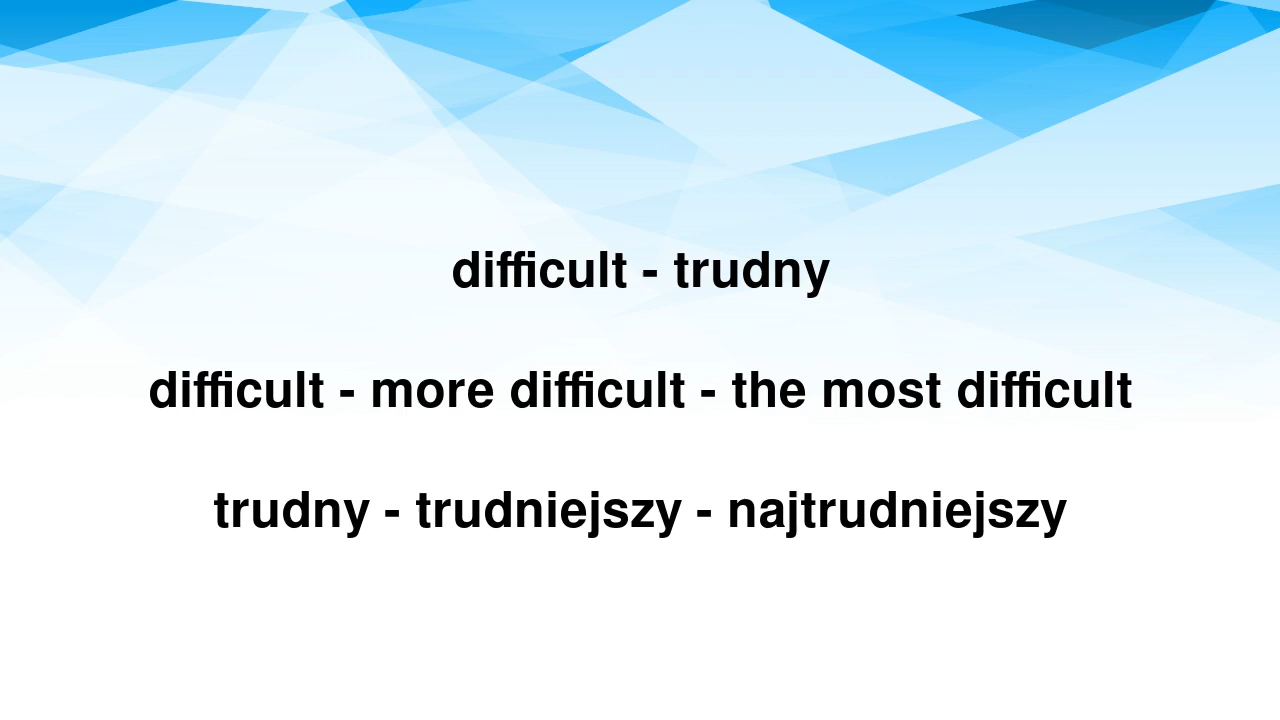 difficult - trudny
difficult - more difficult - the most difficult
trudny - trudniejszy - najtrudniejszy